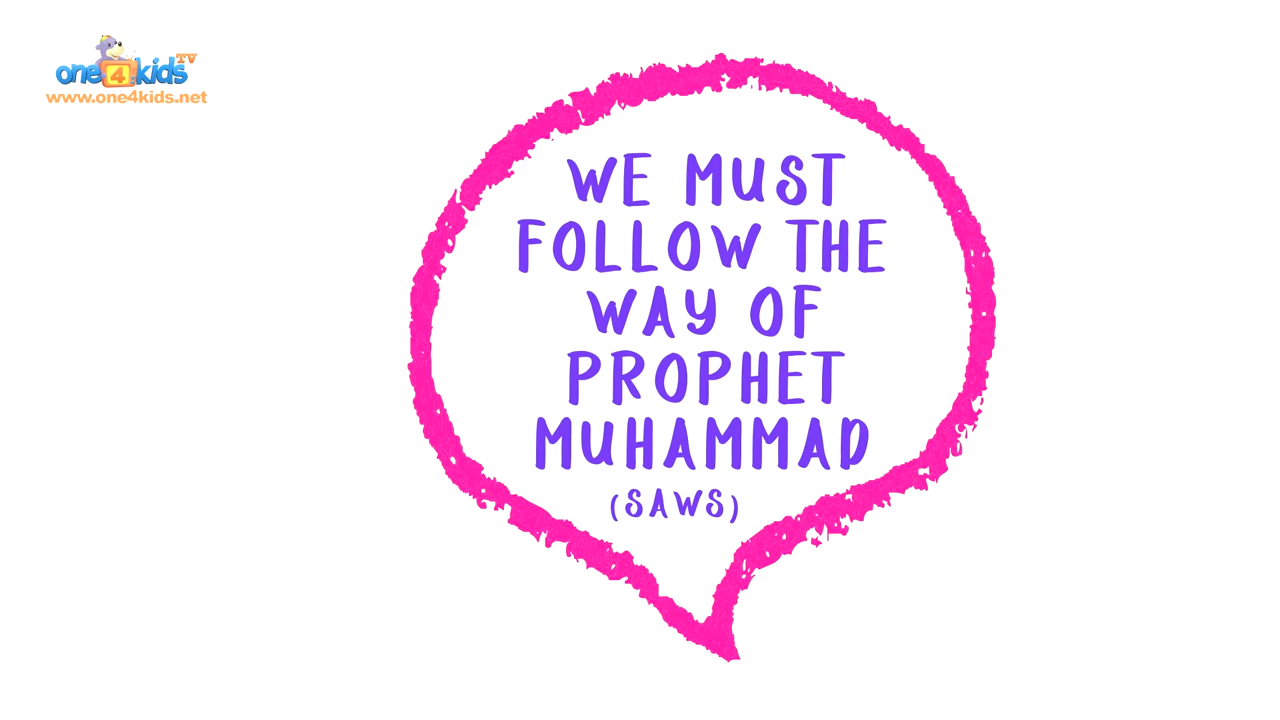 one4kids TV
www.one4kids.net
WE MUST
FOLLOW THE
WAY OF
PROPHET
MUHAMMAD
(SAWS)